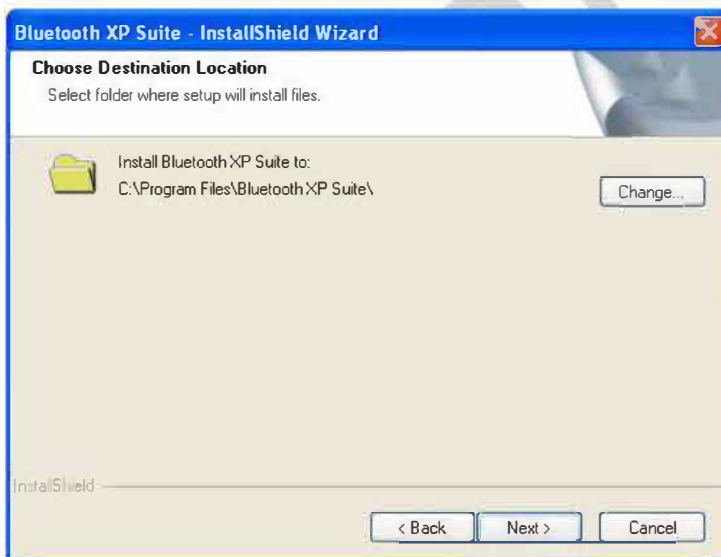 Bluetooth XP Suite - InstallShield Wizard
Choose Destination Location
Select folder where setup will install files.
Install Bluetooth XP Suite to:
C:\Program Files\Bluetooth XP Suite\
Change...
InstallShield
< Back
Next >
Cancel